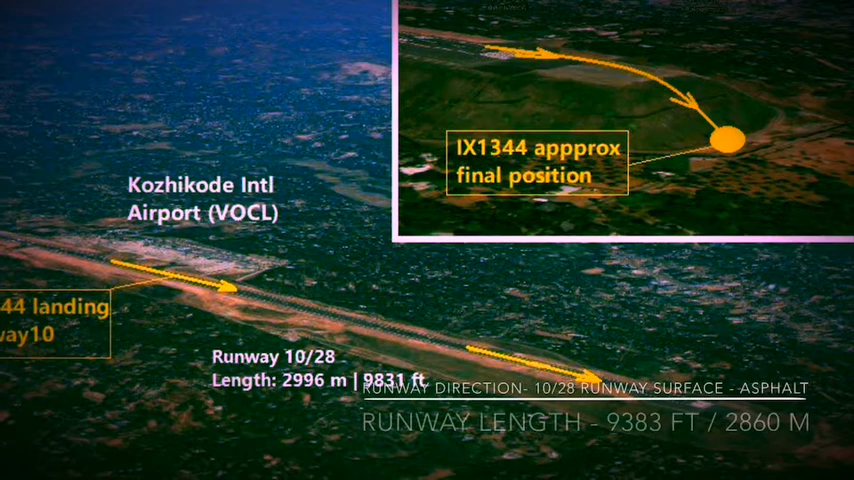 IX1344 appprox
final position
Kozhikode Intl
Airport (VOCL)
44 landing
way10
Runway 10/28
Length: 2996 m | 9831 ft
RUNWAY DIRECTION- 10/28 RUNWAY SURFACE - ASPHALT
RUNWAY LENGTH - 9383 FT / 2860 M